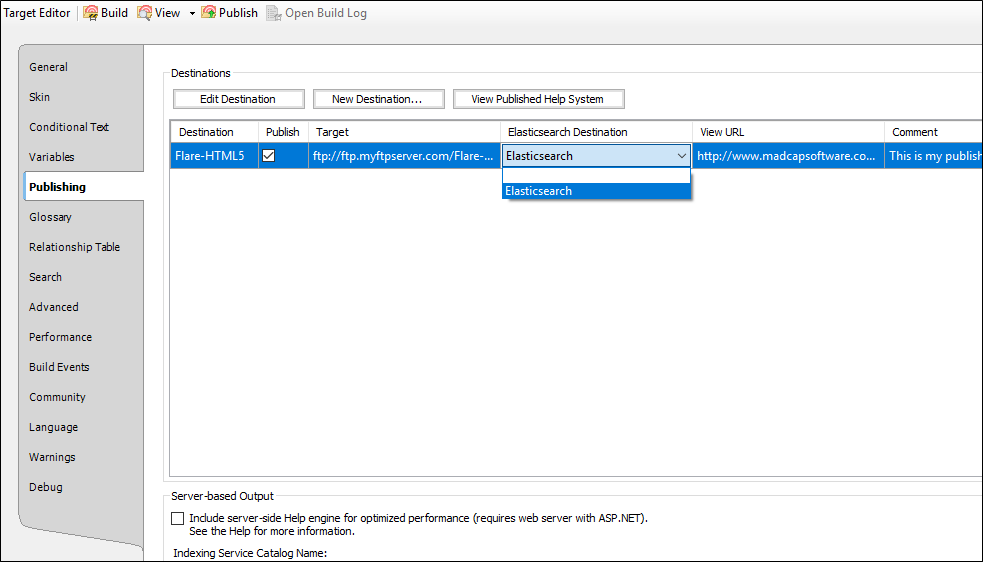 Target Editor Build View Publish Open Build Log
General
Skin
Conditional Text
Variables
Publishing
Glossary
Relationship Table
Search
Advanced
Performance
Build Events
Community
Language
Warnings
Debug
Destinations
Edit Destination New Destination... View Published Help System
Destination Publish Target Elasticsearch Destination View URL Comment
Flare-HTML5 ftp://ftp.myftpserver.com/Flare-... Elasticsearch http://www.madcapsoftware.co... This is my publish
Elasticsearch
Server-based Output
Include server-side Help engine for optimized performance (requires web server with ASP.NET).
See the Help for more information.
Indexing Service Catalog Name: